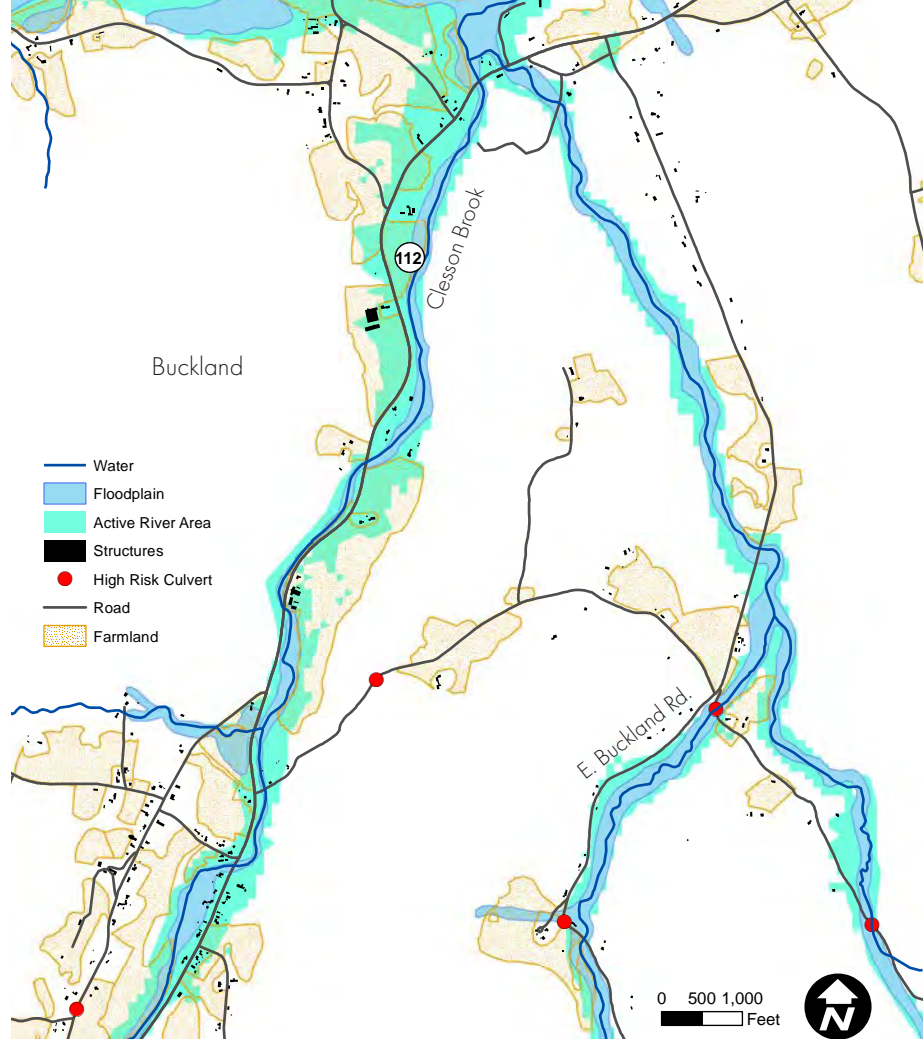 112
Clesson Brook
Buckland
Water
Floodplain
Active River Area
Structures
High Risk Culvert
Road
Farmland
E. Buckland Rd.
0 500 1,000
Feet
N